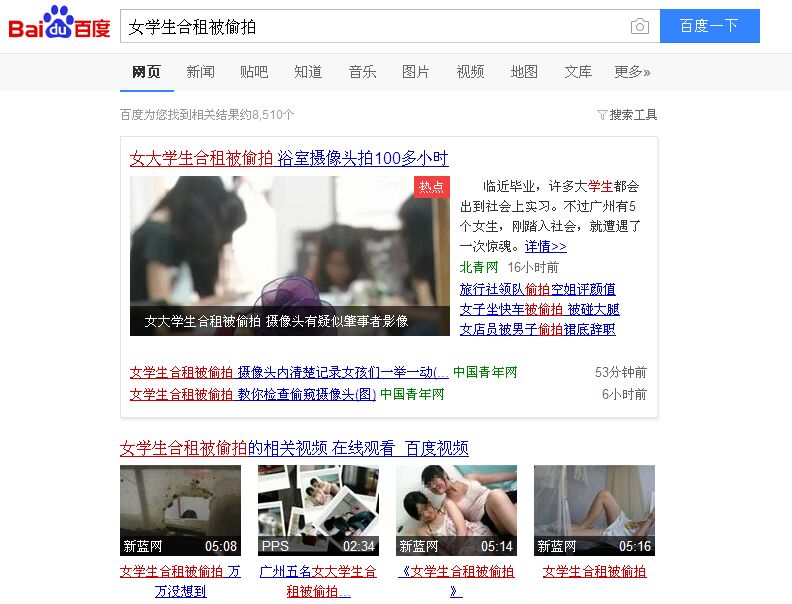 Bai du 百度
女学生合租被偷拍
百度一下
网页 新闻 贴吧 知道 音乐 图片 视频 地图 文库 更多»
百度为您找到相关结果约8,510个
搜索工具
女大学生合租被偷拍 浴室摄像头拍100多小时
热点
女大学生合租被偷拍 摄像头有疑似肇事者影像
临近毕业，许多大学生都会
出到社会上实习。不过广州有5
个女生，刚踏入社会，就遭遇了
一次惊魂。详情>>
北青网 16小时前
旅行社领队偷拍空姐评颜值
女子坐快车被偷拍 被碰大腿
女店员被男子偷拍裙底辞职
女学生合租被偷拍 摄像头内清楚记录女孩们一举一动(... 中国青年网 53分钟前
女学生合租被偷拍 教你检查偷窥摄像头(图) 中国青年网 6小时前
女学生合租被偷拍的相关视频 在线观看_百度视频
新蓝网 05:08
PPS 02:34
新蓝网 05:14
新蓝网 05:16
女学生合租被偷拍 万
万没想到
广州五名女大学生合
租被偷拍...
《女学生合租被偷拍
》
女学生合租被偷拍